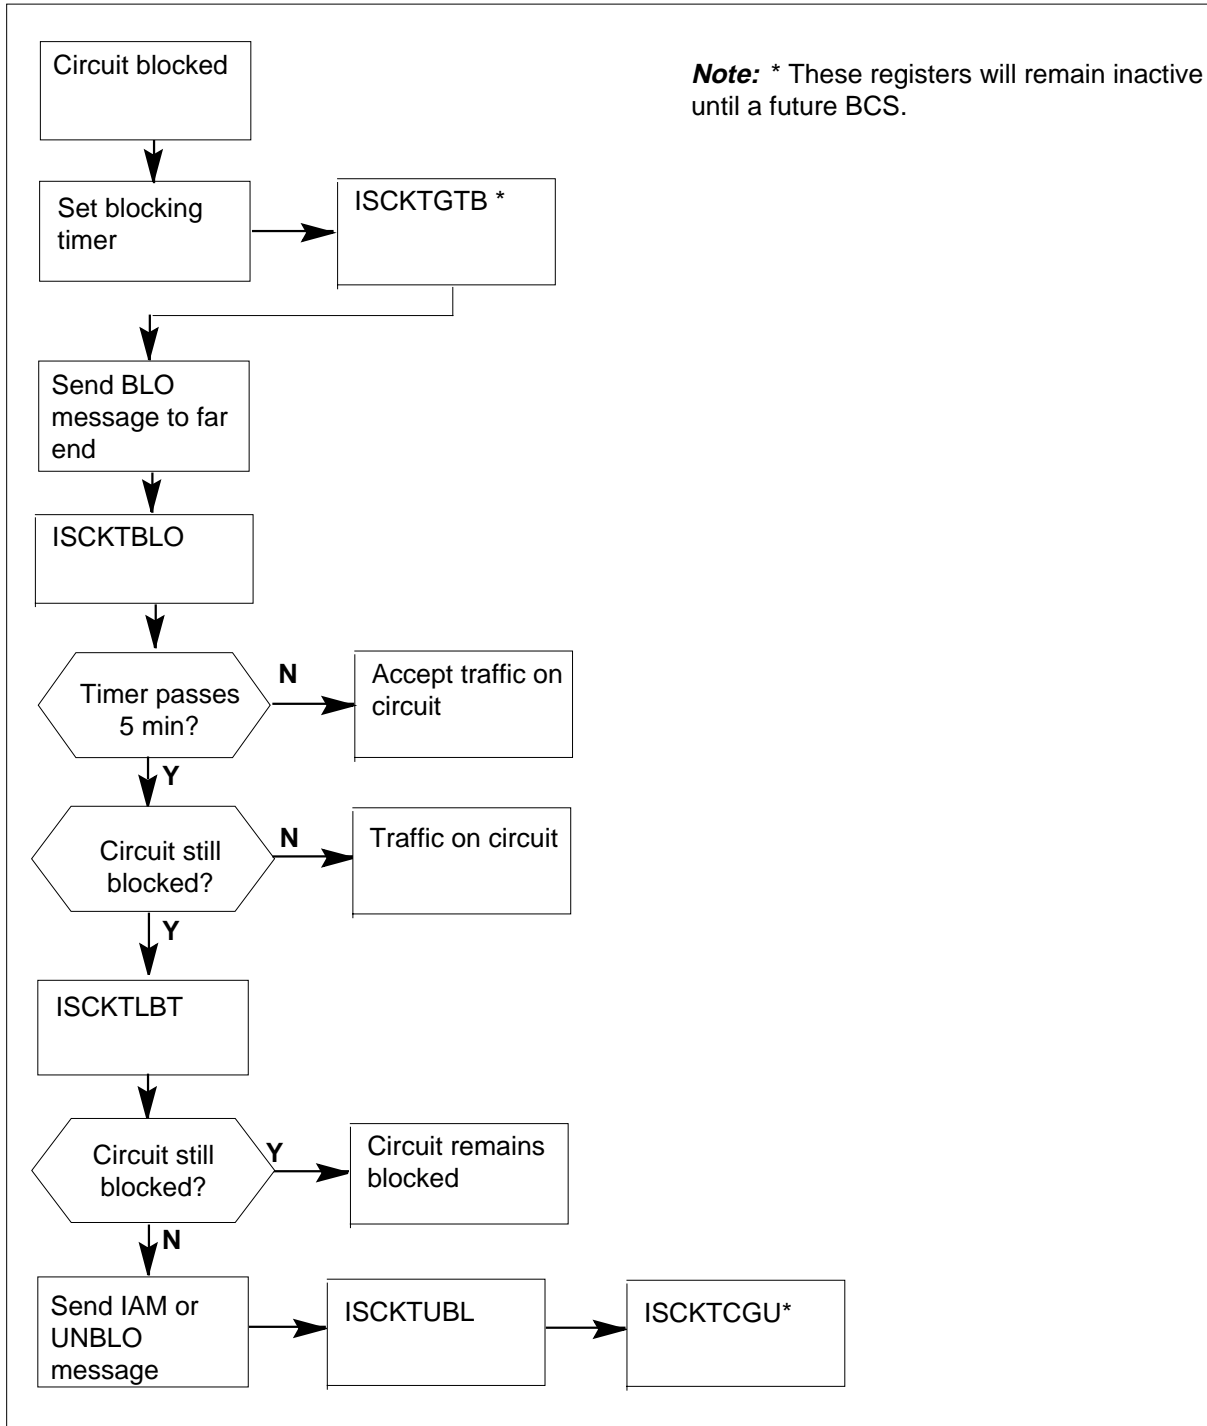 Circuit blocked
Note: * These registers will remain inactive
until a future BCS.
Set blocking
timer
ISCKTGTB *
Send BLO
message to far
end
ISCKTBLO
Timer passes
5 min?
N
Accept traffic on
circuit
Y
Circuit still
blocked?
N
Traffic on circuit
Y
ISCKTLBT
Circuit still
blocked?
Y
Circuit remains
blocked
N
Send IAM or
UNBLO
message
ISCKTUBL
ISCKTCGU*